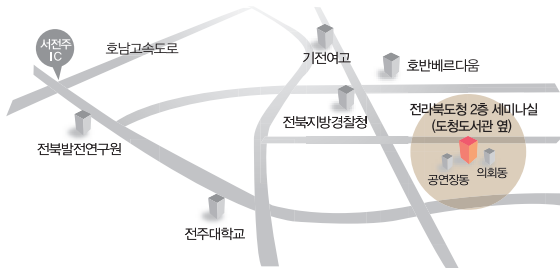 서전주
IC
호남고속도로
기전여고
호반베르디움
전북지방경찰청
전라북도청 2층 세미나실
(도청도서관 옆)
공연장동
의회동
전북발전연구원
전주대학교